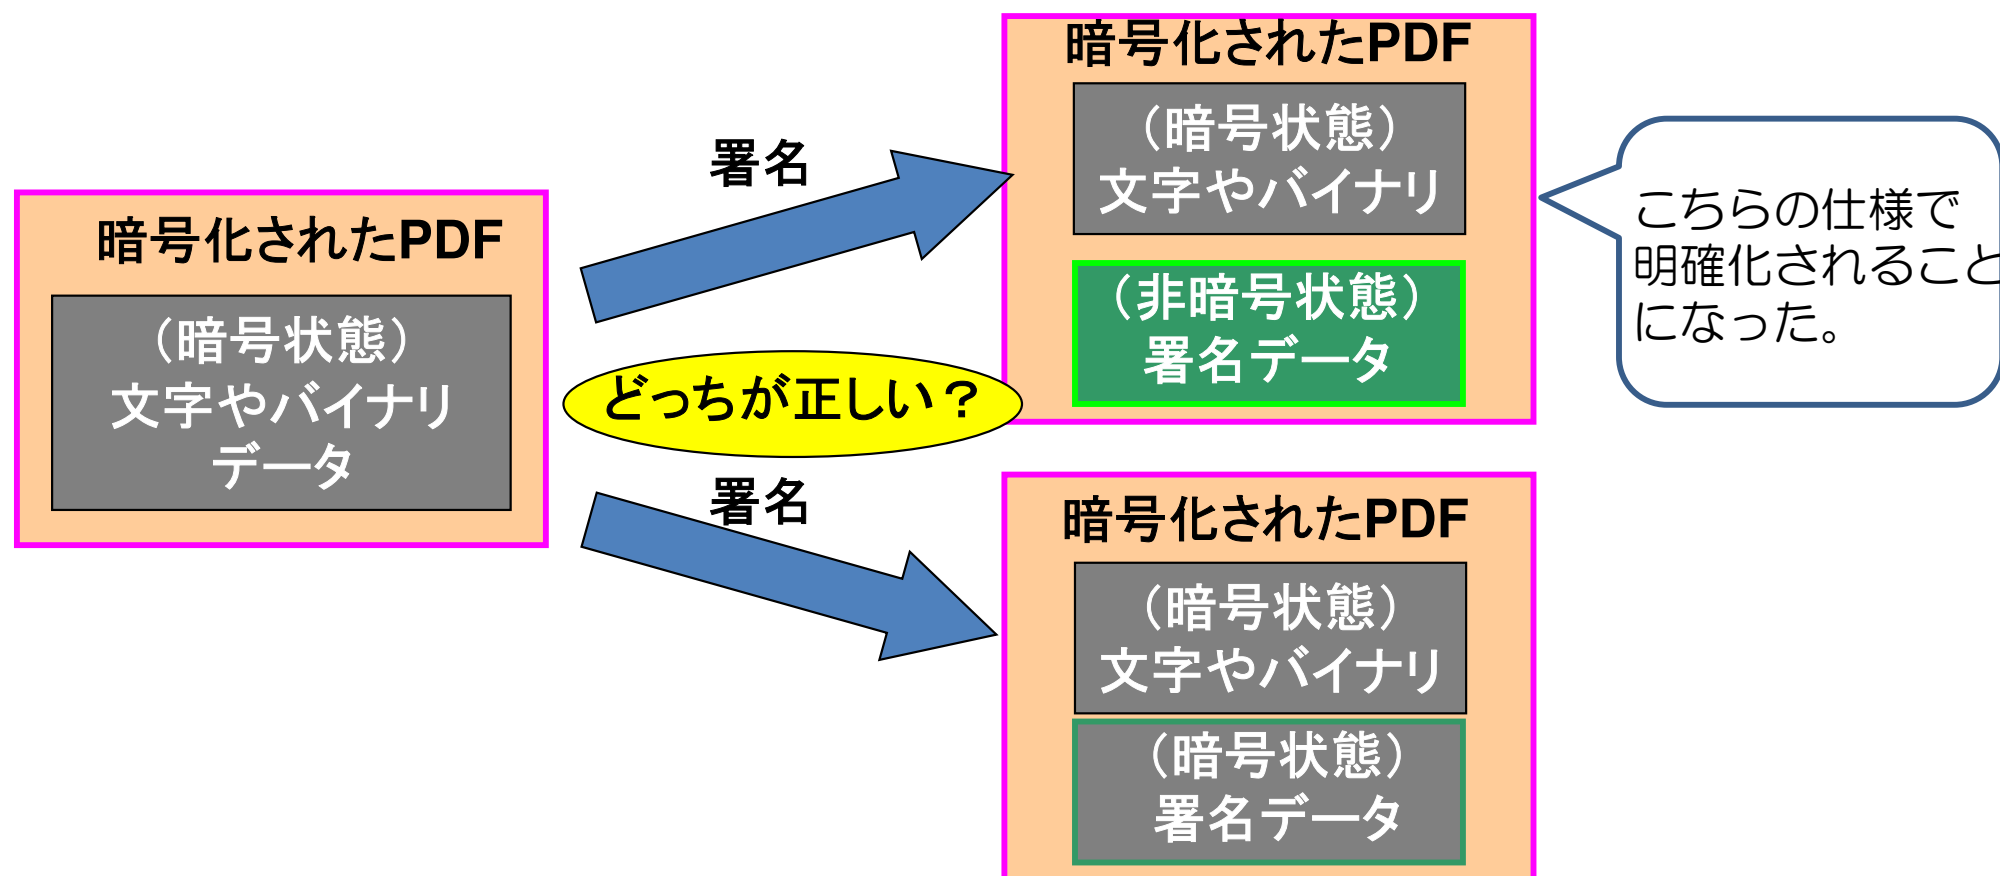 暗号化されたPDF
（暗号状態）
文字やバイナリ
データ
署名
どっちが正しい？
署名
暗号化されたPDF
（暗号状態）
文字やバイナリ
（非暗号状態）
署名データ
こちらの仕様で
明確化されること
になった。
暗号化されたPDF
（暗号状態）
文字やバイナリ
（暗号状態）
署名データ